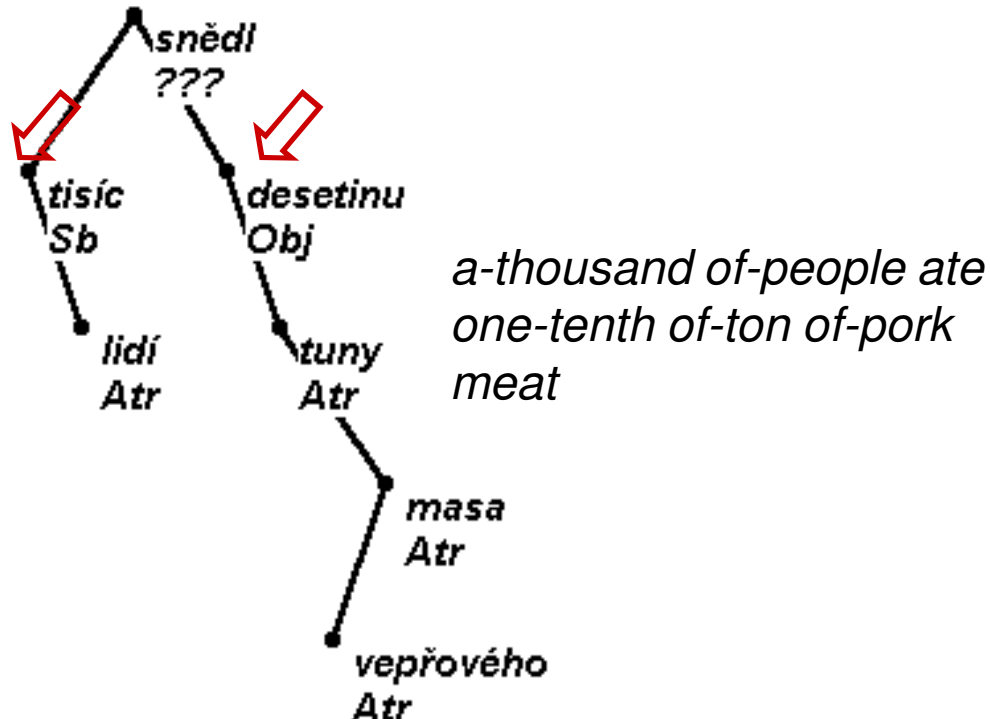 snědl
???
tisíc
Sb
desetinu
Obj
a-thousand of-people ate
one-tenth of-ton of-pork
meat
lidí
Atr
tuny
Atr
masa
Atr
vepřového
Atr